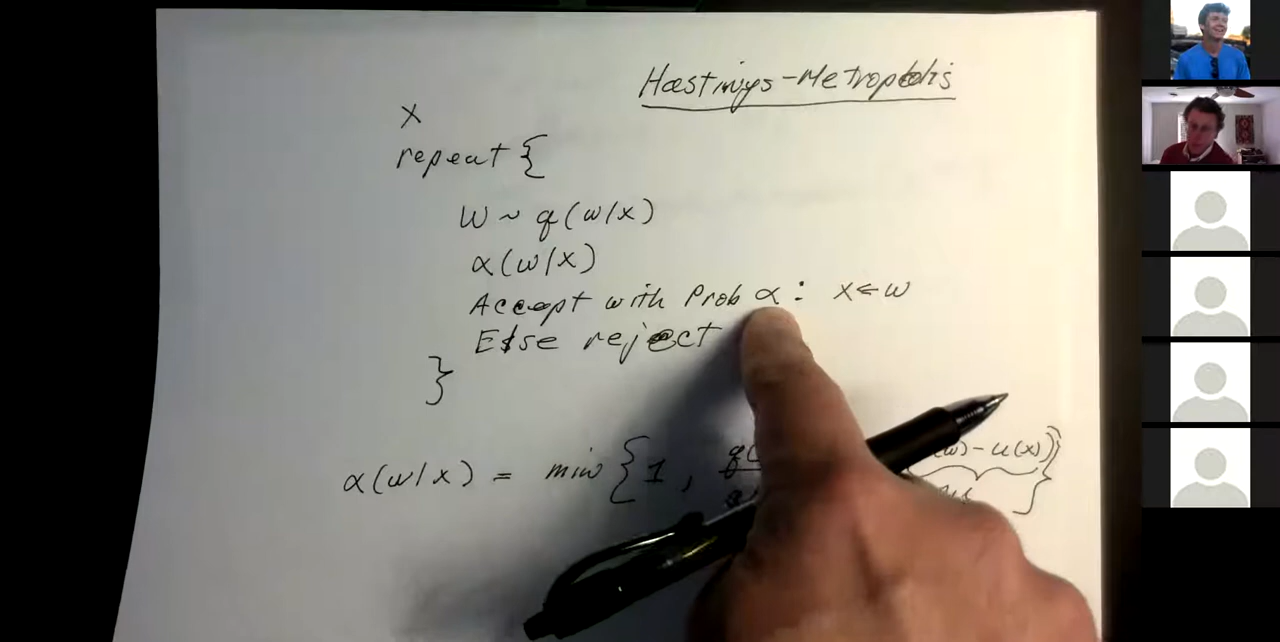 Hastings-Metropolis
x
repeat {
w ~ q(w/x)
α(w/x)
Accept with Prob α : x ← w
Else reject
}
α(w/x) = min { 1 , q( (w) - u(x) }